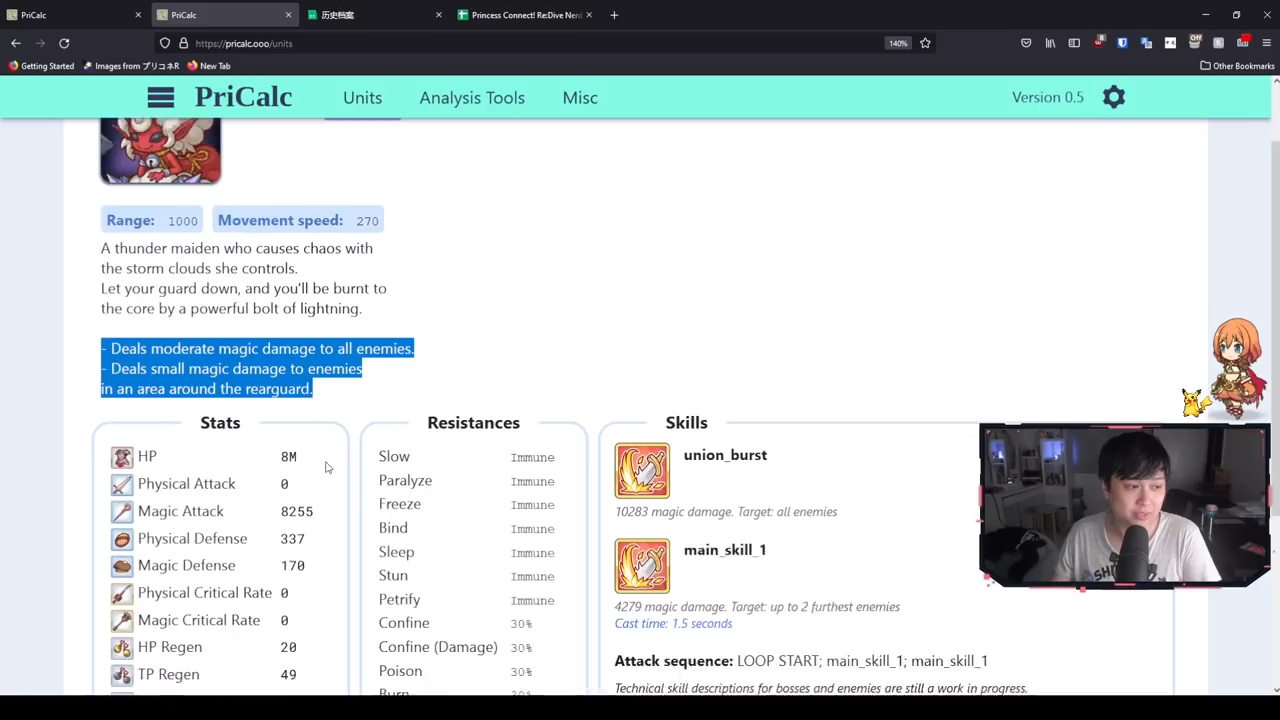 PriCalc
PriCalc
历史档案
Princess Connect! Re:Dive Nerd
https://pricalc.ooo/units
140%
Getting Started
Images from プリコネR
New Tab
Other Bookmarks
PriCalc
Units
Analysis Tools
Misc
Version 0.5
Range: 1000
Movement speed: 270
A thunder maiden who causes chaos with
the storm clouds she controls.
Let your guard down, and you'll be burnt to
the core by a powerful bolt of lightning.
- Deals moderate magic damage to all enemies.
- Deals small magic damage to enemies
in an area around the rearguard.
Stats
HP 8M
Physical Attack 0
Magic Attack 8255
Physical Defense 337
Magic Defense 170
Physical Critical Rate 0
Magic Critical Rate 0
HP Regen 20
TP Regen 49
Resistances
Slow Immune
Paralyze Immune
Freeze Immune
Bind Immune
Sleep Immune
Stun Immune
Petrify Immune
Confine 30%
Confine (Damage) 30%
Poison 30%
Burn 30%
Skills
union_burst
10283 magic damage. Target: all enemies
main_skill_1
4279 magic damage. Target: up to 2 furthest enemies
Cast time: 1.5 seconds
Attack sequence: LOOP START; main_skill_1; main_skill_1
Technical skill descriptions for bosses and enemies are still a work in progress.